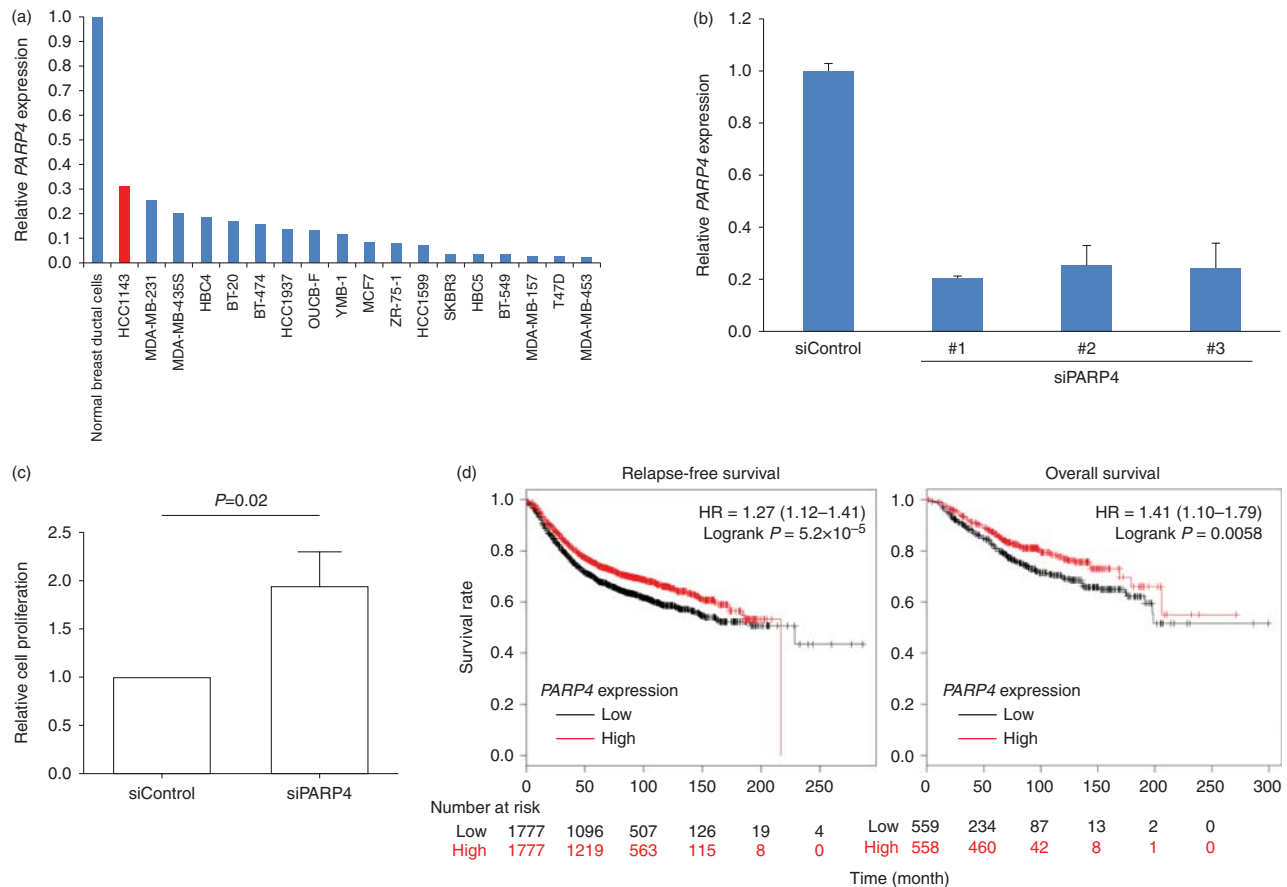 (a)
Relative PARP4 expression
1.0
0.9
0.8
0.7
0.6
0.5
0.4
0.3
0.2
0.1
0.0
Normal breast ductal cells
HCC1143
MDA-MB-231
MDA-MB-435S
HBC4
BT-20
BT-474
HCC1937
OUCB-F
YMB-1
MCF7
ZR-75-1
HCC1599
SKBR3
HBC5
BT-549
MDA-MB-157
T47D
MDA-MB-453
(b)
Relative PARP4 expression
1.2
1.0
0.8
0.6
0.4
0.2
0.0
siControl #1 #2 #3
siPARP4
(c)
P=0.02
Relative cell proliferation
2.5
2.0
1.5
1.0
0.5
0.0
siControl siPARP4
(d)
Relapse-free survival
HR = 1.27 (1.12–1.41)
Logrank P = 5.2×10⁻⁵
Survival rate
1.0
0.8
0.6
0.4
0.2
0.0
PARP4 expression
Low
High
0 50 100 150 200 250
Number at risk
Low 1777 1096 507 126 19 4
High 1777 1219 563 115 8 0
Overall survival
HR = 1.41 (1.10–1.79)
Logrank P = 0.0058
1.0
0.8
0.6
0.4
0.2
0.0
PARP4 expression
Low
High
0 50 100 150 200 250 300
Low 559 234 87 13 2 0
High 558 460 42 8 1 0
Time (month)